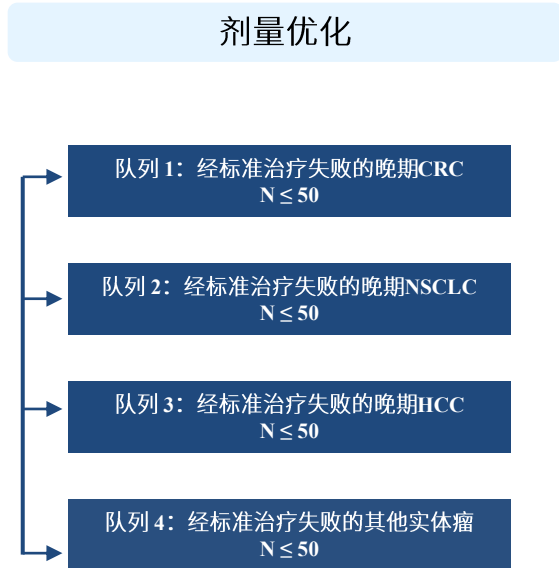 剂量优化
队列 1：经标准治疗失败的晚期CRC
N ≤ 50
队列 2：经标准治疗失败的晚期NSCLC
N ≤ 50
队列 3：经标准治疗失败的晚期HCC
N ≤ 50
队列 4：经标准治疗失败的其他实体瘤
N ≤ 50